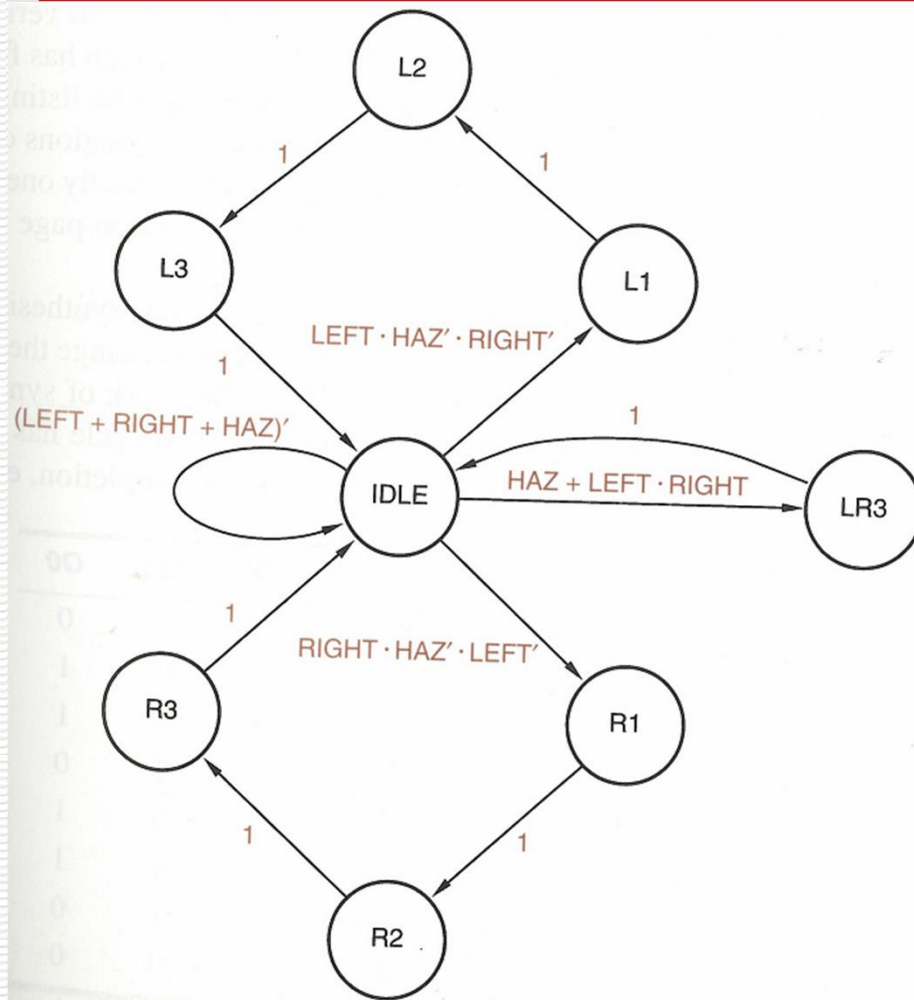 L2
1
1
L3
L1
LEFT · HAZ′ · RIGHT′
1
(LEFT + RIGHT + HAZ)′
1
IDLE
HAZ + LEFT · RIGHT
LR3
1
RIGHT · HAZ′ · LEFT′
R3
R1
1
1
R2